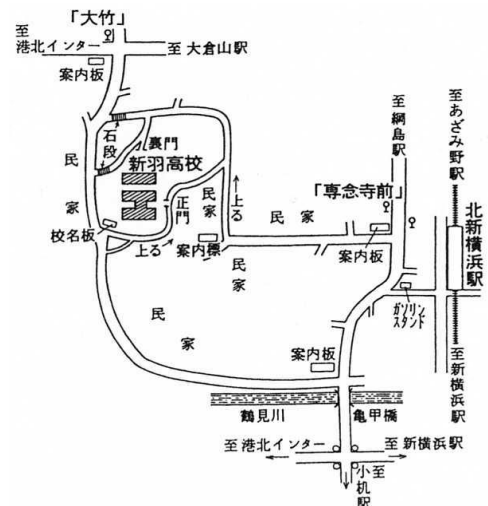 「大竹」
至
港北インター
至 大倉山駅
案内板
石段
裏門
民家
新羽高校
正門
校名板
上る
上る
民家
案内標
民家
「専念寺前」
案内板
至綱島駅
至あざみ野駅
北新横浜駅
ガソリン
スタンド
至新横浜駅
民家
民家
案内板
鶴見川
亀甲橋
至港北インター
至新横浜駅
至小机駅